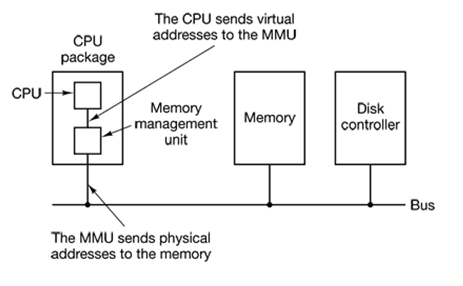 The CPU sends virtual
addresses to the MMU
CPU
package
CPU
Memory
management
unit
Memory
Disk
controller
Bus
The MMU sends physical
addresses to the memory